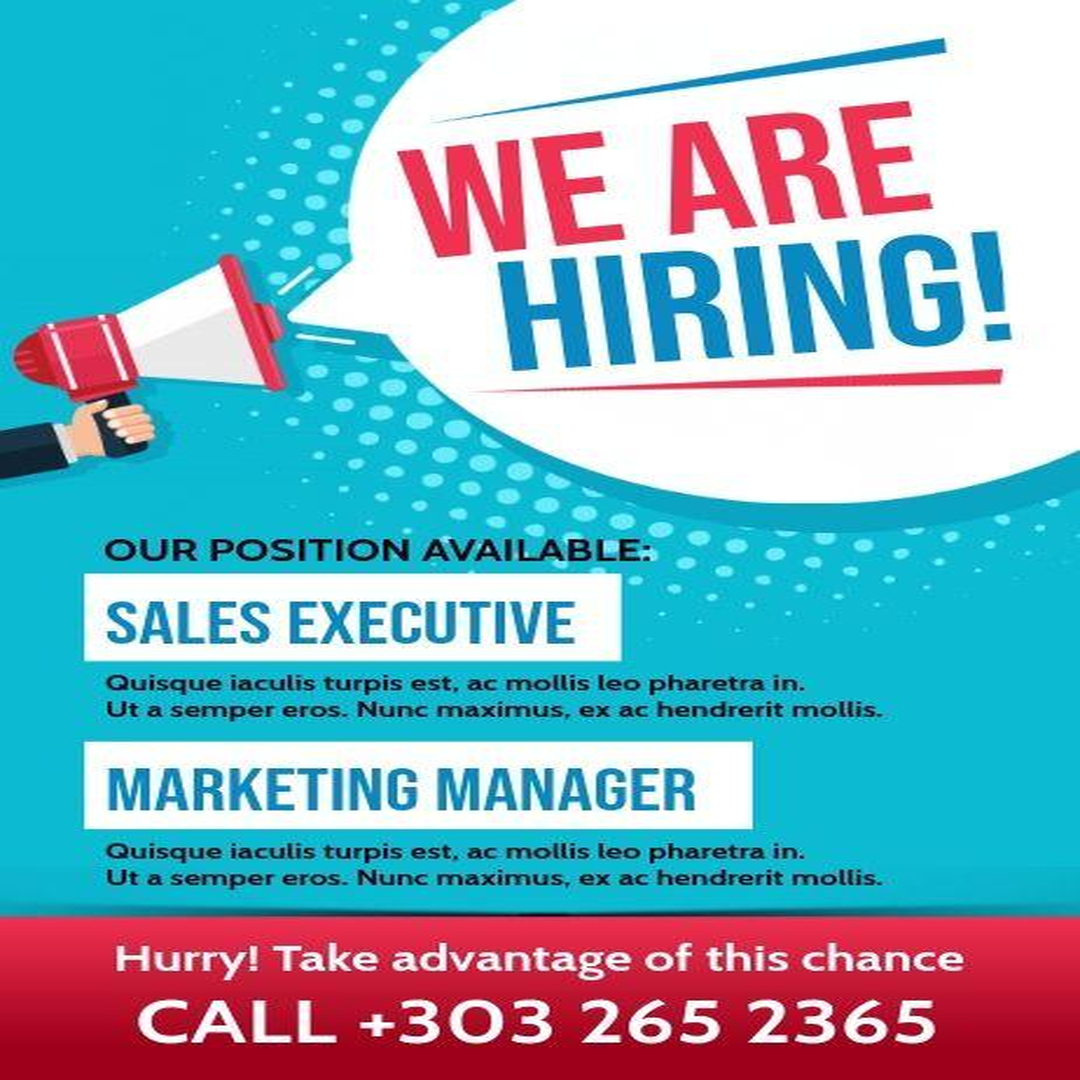 WE ARE
HIRING!
OUR POSITION AVAILABLE:
SALES EXECUTIVE
Quisque iaculis turpis est, ac mollis leo pharetra in.
Ut a semper eros. Nunc maximus, ex ac hendrerit mollis.
MARKETING MANAGER
Quisque iaculis turpis est, ac mollis leo pharetra in.
Ut a semper eros. Nunc maximus, ex ac hendrerit mollis.
Hurry! Take advantage of this chance
CALL +303 265 2365